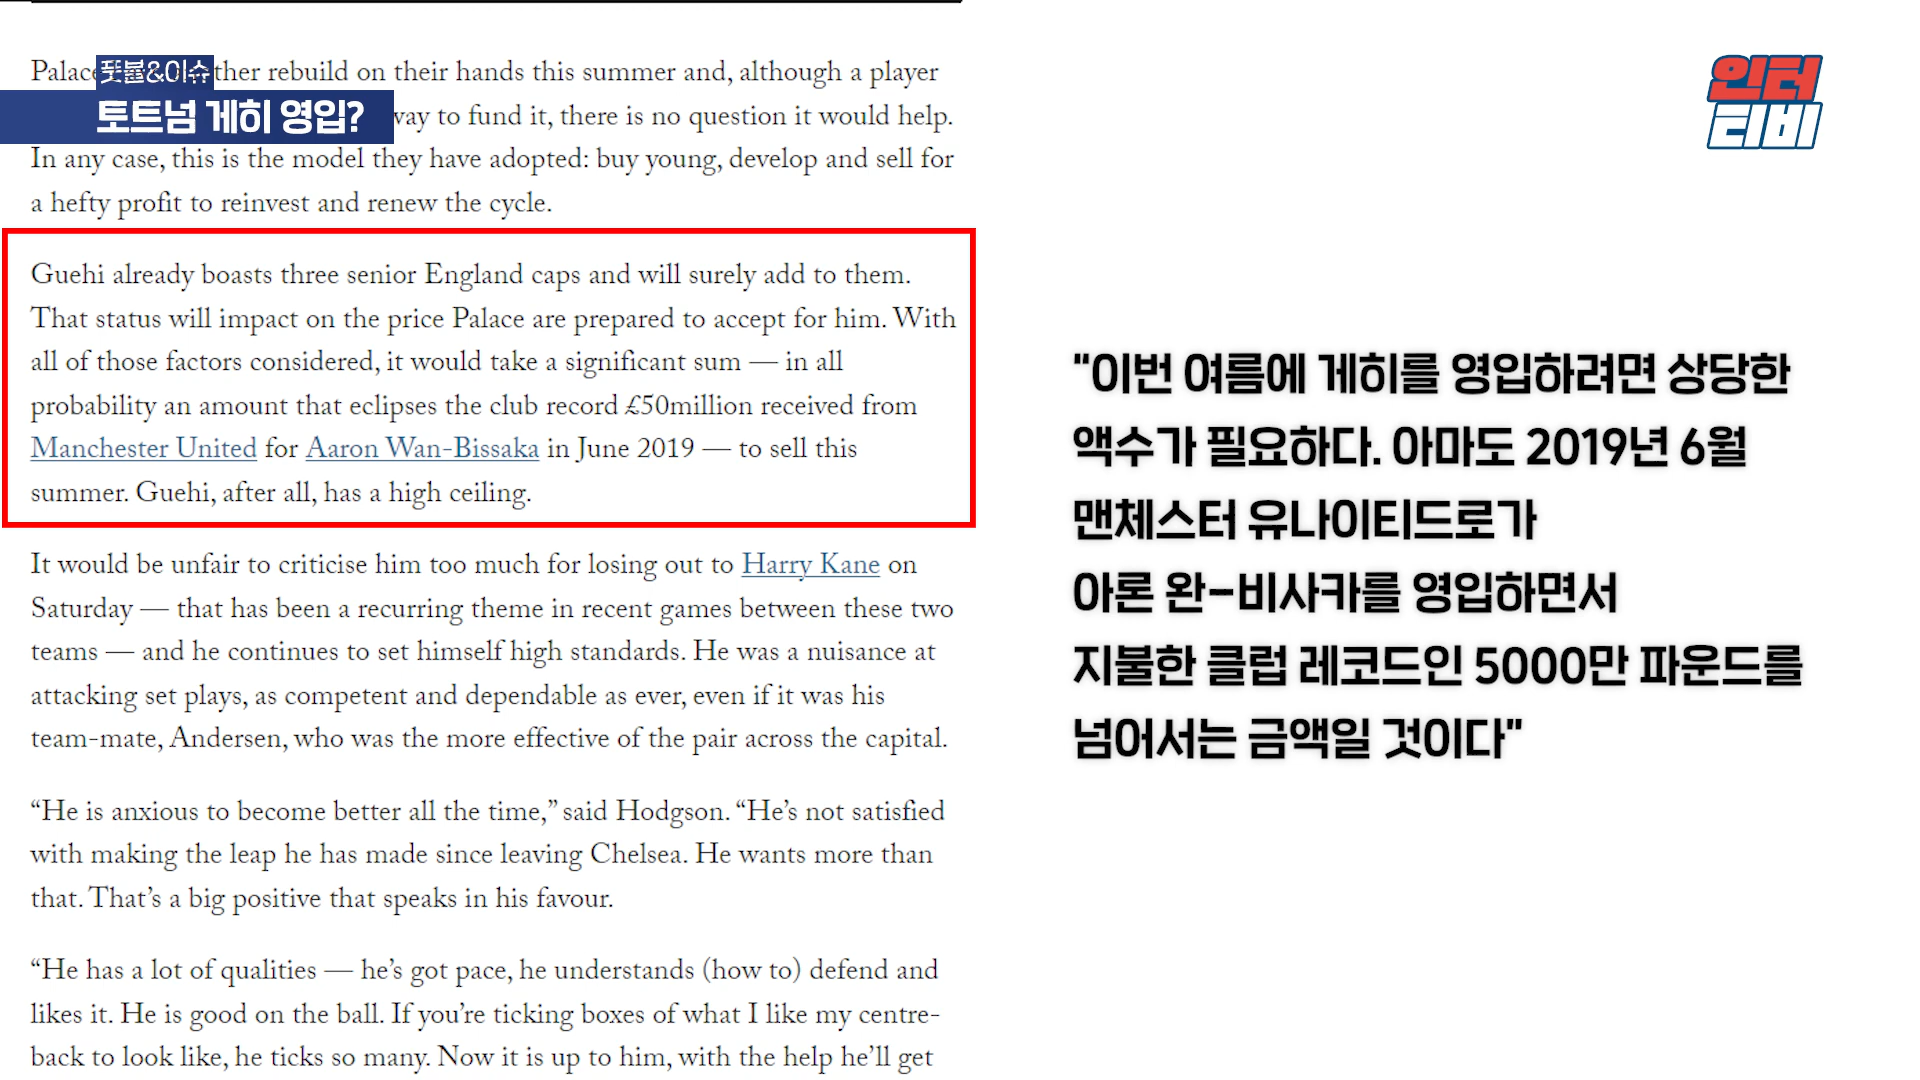 Palace ther rebuild on their hands this summer and, although a player
풋볼&이슈
토트넘 게히 영입?
way to fund it, there is no question it would help.
In any case, this is the model they have adopted: buy young, develop and sell for
a hefty profit to reinvest and renew the cycle.
Guehi already boasts three senior England caps and will surely add to them.
That status will impact on the price Palace are prepared to accept for him. With
all of those factors considered, it would take a significant sum — in all
probability an amount that eclipses the club record £50million received from
Manchester United for Aaron Wan-Bissaka in June 2019 — to sell this
summer. Guehi, after all, has a high ceiling.
It would be unfair to criticise him too much for losing out to Harry Kane on
Saturday — that has been a recurring theme in recent games between these two
teams — and he continues to set himself high standards. He was a nuisance at
attacking set plays, as competent and dependable as ever, even if it was his
team-mate, Andersen, who was the more effective of the pair across the capital.
“He is anxious to become better all the time,” said Hodgson. “He’s not satisfied
with making the leap he has made since leaving Chelsea. He wants more than
that. That’s a big positive that speaks in his favour.
“He has a lot of qualities — he’s got pace, he understands (how to) defend and
likes it. He is good on the ball. If you’re ticking boxes of what I like my centre-
back to look like, he ticks so many. Now it is up to him, with the help he’ll get
인터
티비
“이번 여름에 게히를 영입하려면 상당한
액수가 필요하다. 아마도 2019년 6월
맨체스터 유나이티드로가
아론 완-비사카를 영입하면서
지불한 클럽 레코드인 5000만 파운드를
넘어서는 금액일 것이다”